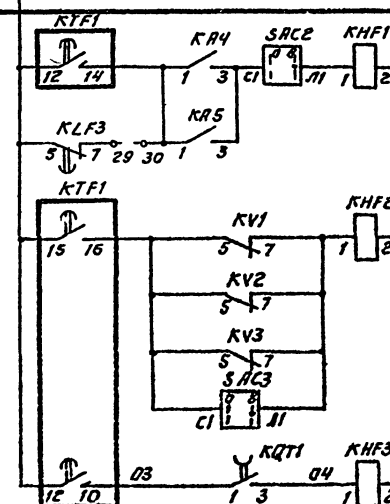 KTF1
KA4
SAC2
KHF1
12 14
1 3
C1
Л1
1 2
KLF3
KA5
5 7 29 30
1 3
KTF1
KHF2
KV1
15 16
5 7
1 2
KV2
5 7
KV3
5 7
SAC3
C1
Л1
KQT1
KHF3
12 10
03
1 3
04
1 2